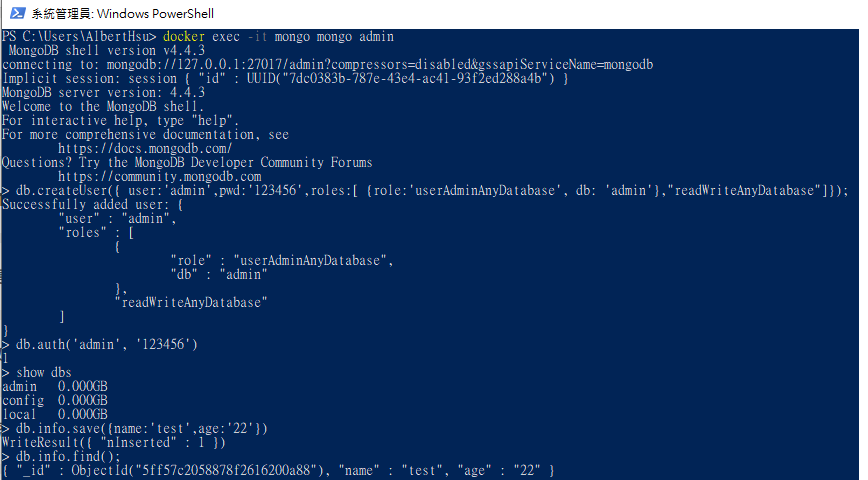 系統管理員: Windows PowerShell
PS C:\Users\AlbertHsu> docker exec -it mongo mongo admin
MongoDB shell version v4.4.3
connecting to: mongodb://127.0.0.1:27017/admin?compressors=disabled&gssapiServiceName=mongodb
Implicit session: session { "id" : UUID("7dc0383b-787e-43e4-ac41-93f2ed288a4b") }
MongoDB server version: 4.4.3
Welcome to the MongoDB shell.
For interactive help, type "help".
For more comprehensive documentation, see
        https://docs.mongodb.com/
Questions? Try the MongoDB Developer Community Forums
        https://community.mongodb.com
> db.createUser({ user:'admin',pwd:'123456',roles:[ {role:'userAdminAnyDatabase', db: 'admin'},"readWriteAnyDatabase"]});
Successfully added user: {
        "user" : "admin",
        "roles" : [
                {
                        "role" : "userAdminAnyDatabase",
                        "db" : "admin"
                },
                "readWriteAnyDatabase"
        ]
}
> db.auth('admin', '123456')
1
> show dbs
admin   0.000GB
config  0.000GB
local   0.000GB
> db.info.save({name:'test',age:'22'})
WriteResult({ "nInserted" : 1 })
> db.info.find();
{ "_id" : ObjectId("5ff57c2058878f2616200a88"), "name" : "test", "age" : "22" }